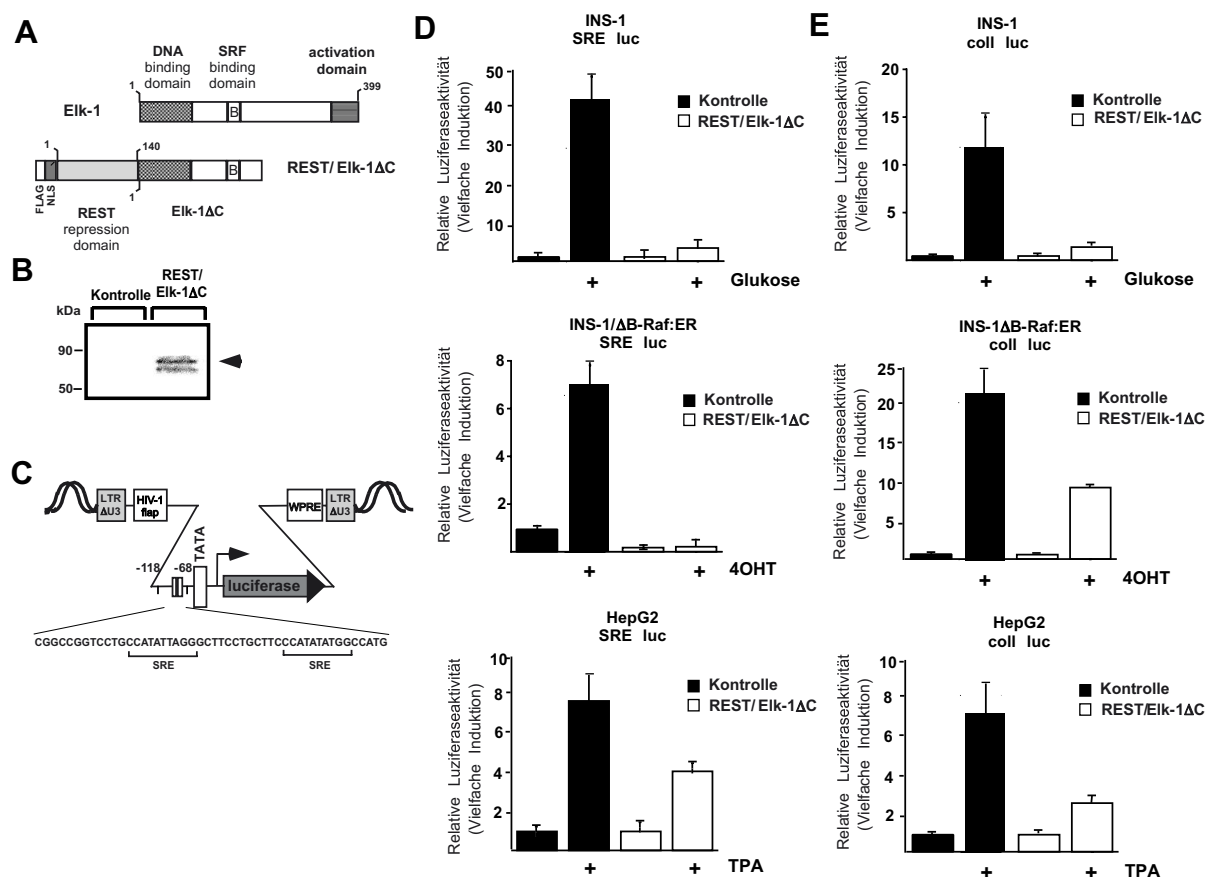 A
DNA
binding
domain
SRF
binding
domain
activation
domain
1
399
Elk-1
B
1
140
B
REST/Elk-1ΔC
FLAG
NLS
1
REST
repression
domain
Elk-1ΔC
B
Kontrolle
REST/
Elk-1ΔC
kDa
90
50
C
LTR
ΔU3
HIV-1
flap
WPRE
LTR
ΔU3
TATA
-118
-68
luciferase
CGGCCGGTCCTGCCATATTAGGGCTTCCTGCTTCCCATATATGGCCATG
SRE
SRE
D
INS-1
SRE luc
Relative Luziferaseaktivität
(Vielfache Induktion)
50
40
30
20
10
Kontrolle
REST/Elk-1ΔC
+ + Glukose
INS-1/ΔB-Raf:ER
SRE luc
Relative Luziferaseaktivität
(Vielfache Induktion)
8
6
4
2
Kontrolle
REST/Elk-1ΔC
+ + 4OHT
HepG2
SRE luc
Relative Luziferaseaktivität
(Vielfache Induktion)
10
8
6
4
2
Kontrolle
REST/Elk-1ΔC
+ + TPA
E
INS-1
coll luc
Relative Luziferaseaktivität
(Vielfache Induktion)
20
15
10
5
Kontrolle
REST/Elk-1ΔC
+ + Glukose
INS-1ΔB-Raf:ER
coll luc
Relative Luziferaseaktivität
(Vielfache Induktion)
25
20
15
10
5
Kontrolle
REST/Elk-1ΔC
+ + 4OHT
HepG2
coll luc
Relative Luziferaseaktivität
(Vielfache Induktion)
10
8
6
4
2
Kontrolle
REST/Elk-1ΔC
+ + TPA